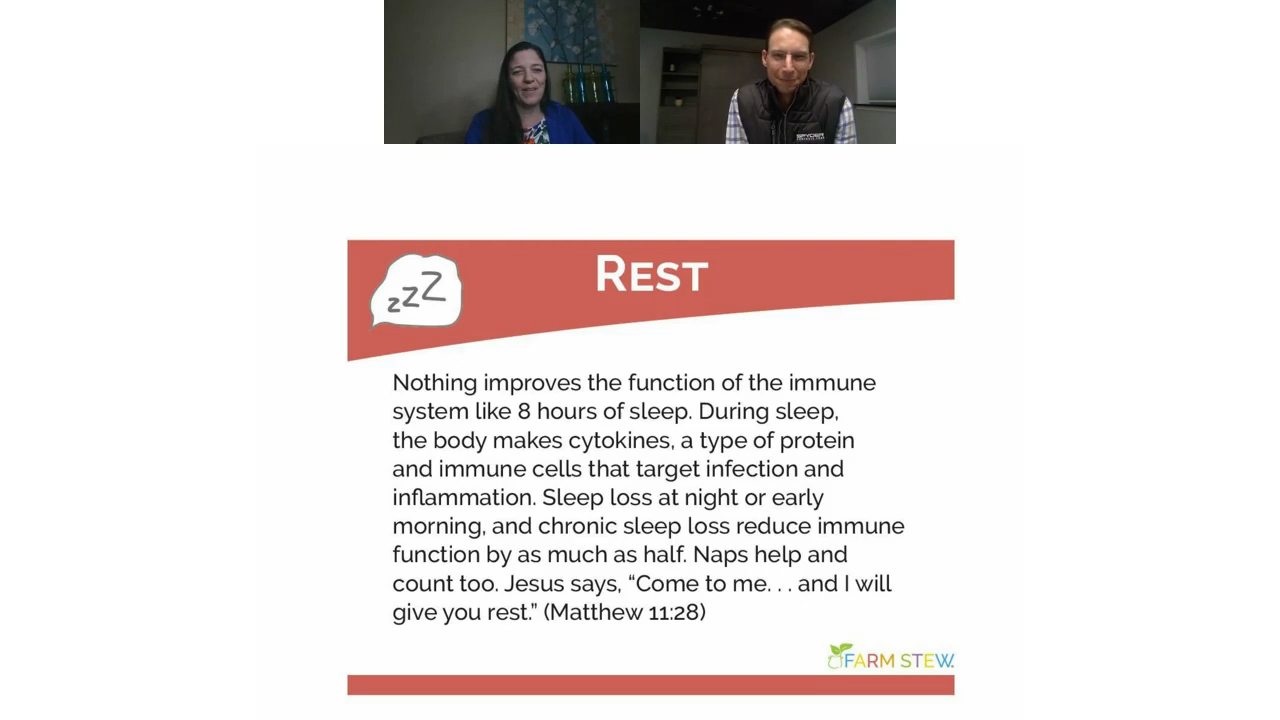 SPYDER
REST
zzZ
Nothing improves the function of the immune
system like 8 hours of sleep. During sleep,
the body makes cytokines, a type of protein
and immune cells that target infection and
inflammation. Sleep loss at night or early
morning, and chronic sleep loss reduce immune
function by as much as half. Naps help and
count too. Jesus says, “Come to me. . . and I will
give you rest.” (Matthew 11:28)
FARM STEW.